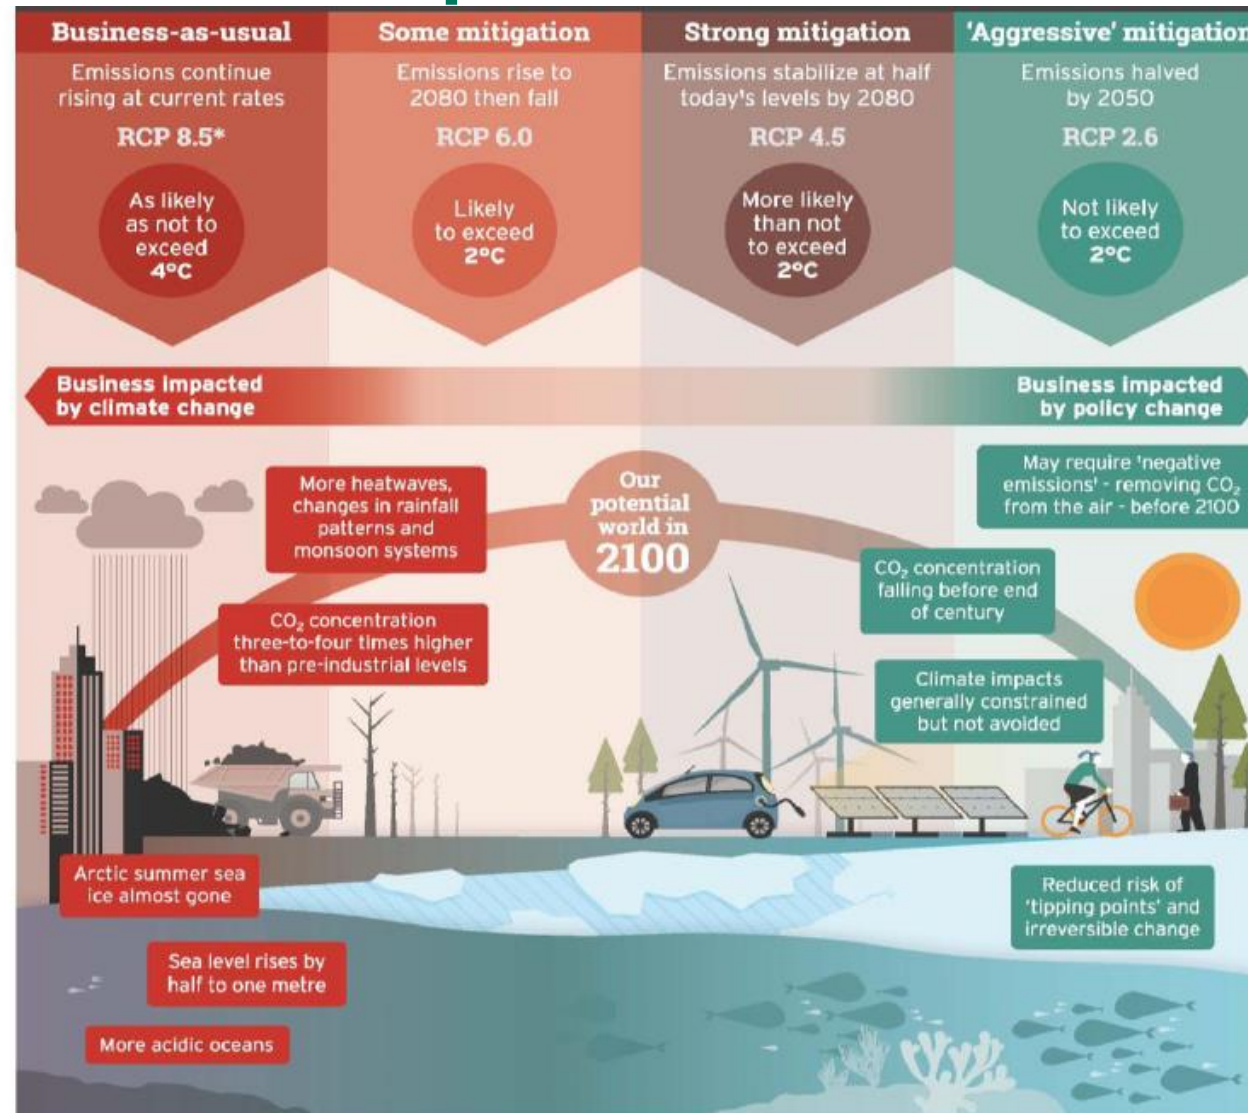 Business-as-usual
Emissions continue
rising at current rates
RCP 8.5*
As likely
as not to
exceed
4°C
Some mitigation
Emissions rise to
2080 then fall
RCP 6.0
Likely
to exceed
2°C
Strong mitigation
Emissions stabilize at half
today's levels by 2080
RCP 4.5
More likely
than not
to exceed
2°C
'Aggressive' mitigation
Emissions halved
by 2050
RCP 2.6
Not likely
to exceed
2°C
Business impacted
by climate change
Business impacted
by policy change
Our
potential
world in
2100
More heatwaves,
changes in rainfall
patterns and
monsoon systems
CO₂ concentration
three-to-four times higher
than pre-industrial levels
May require 'negative
emissions' - removing CO₂
from the air - before 2100
CO₂ concentration
falling before end
of century
Climate impacts
generally constrained
but not avoided
Arctic summer sea
ice almost gone
Sea level rises by
half to one metre
More acidic oceans
Reduced risk of
'tipping points' and
irreversible change